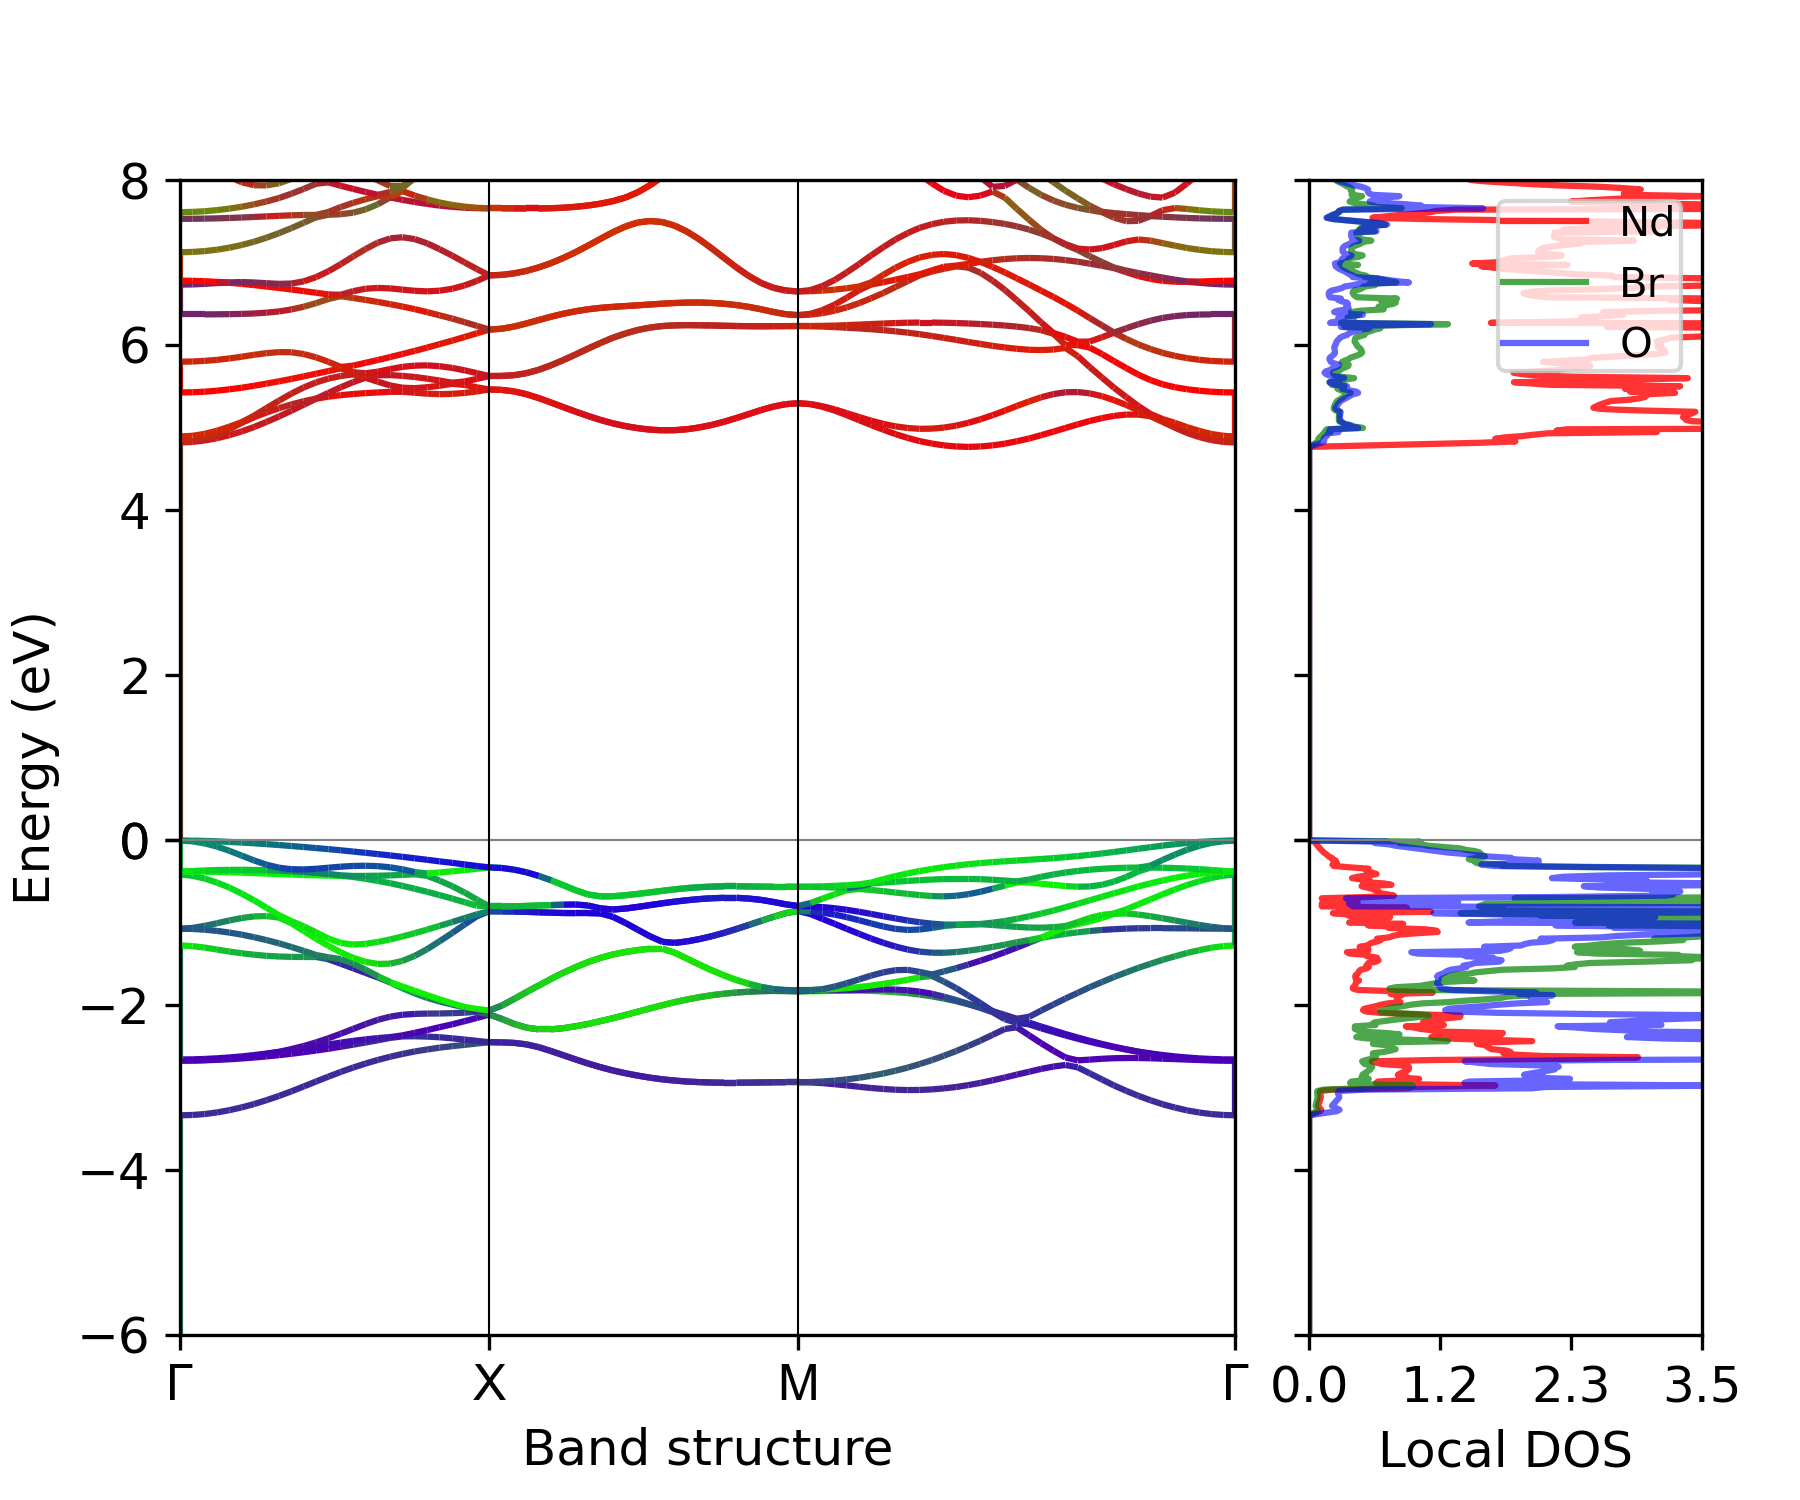 8
6
4
2
0
−2
−4
−6
Energy (eV)
Γ
X
M
Γ
Band structure
Nd
Br
O
0.0
1.2
2.3
3.5
Local DOS